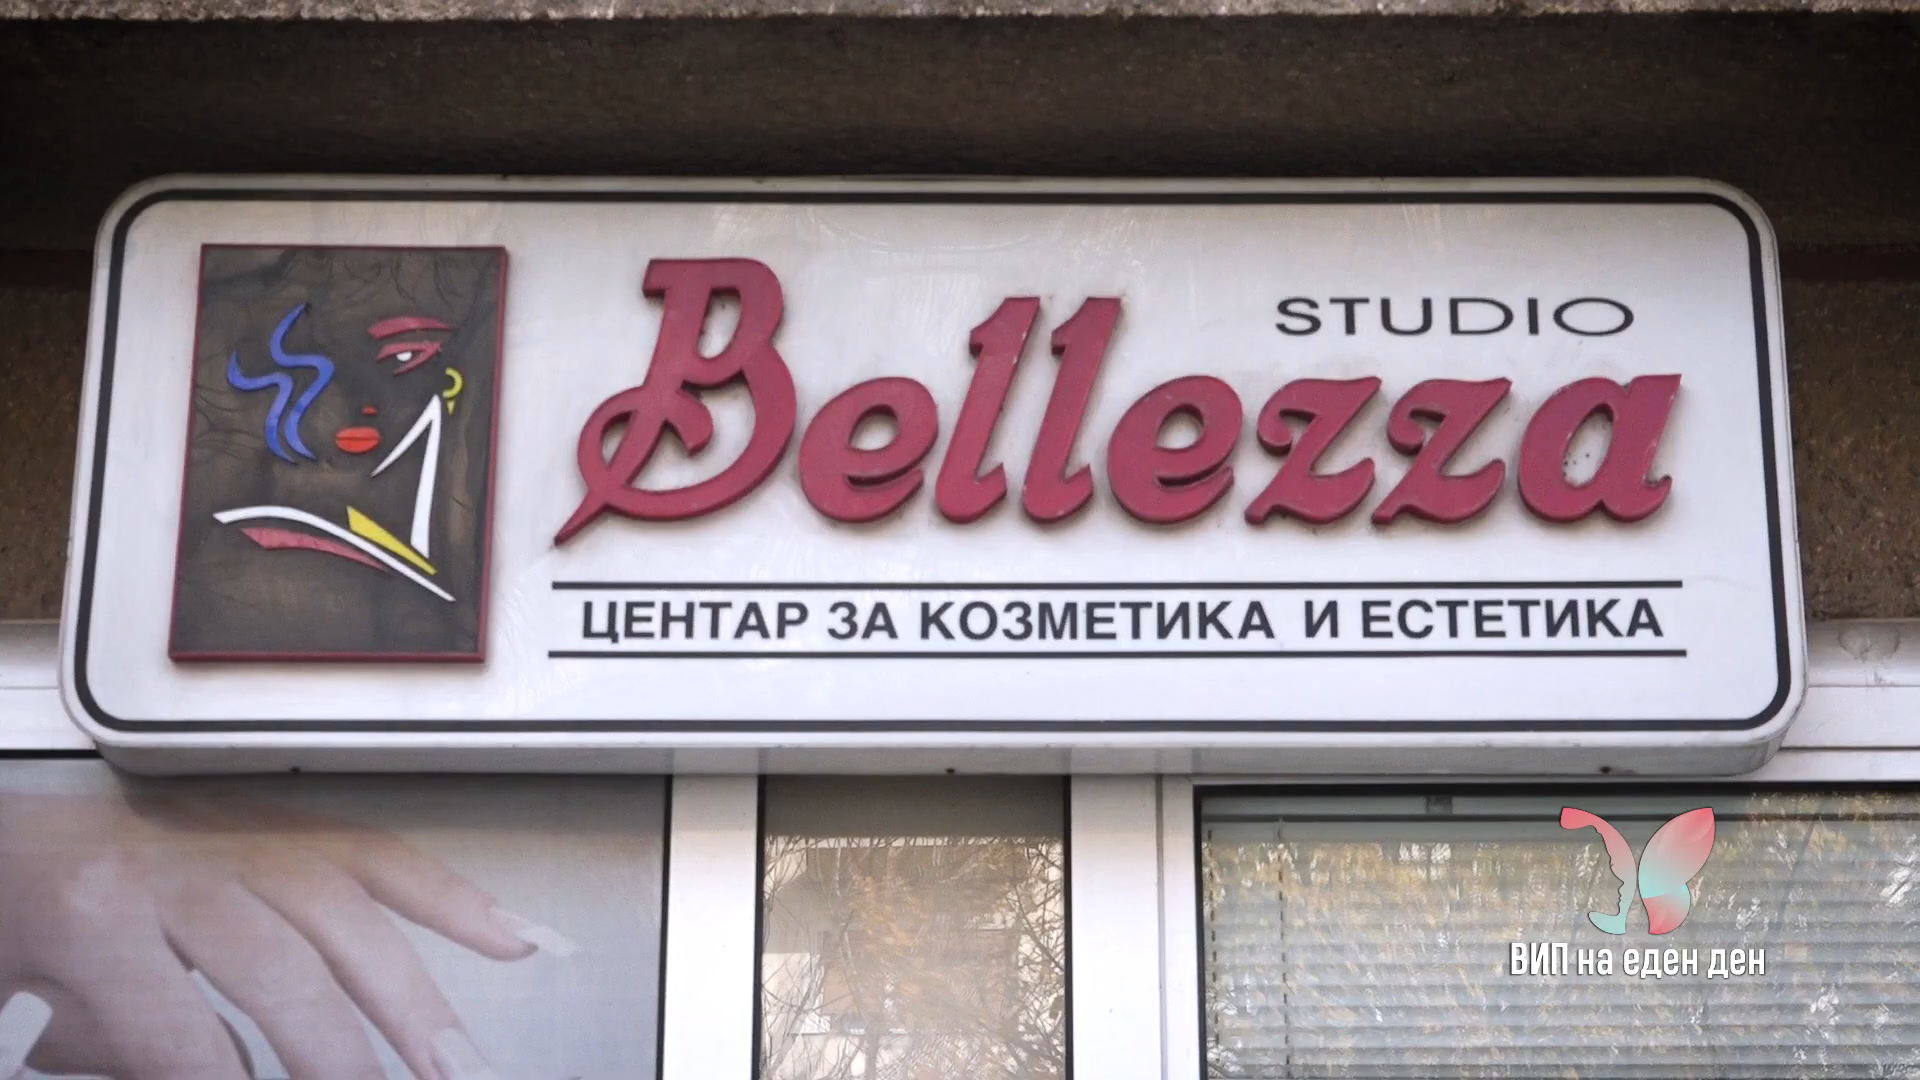 STUDIO
Bellezza
ЦЕНТАР ЗА КОЗМЕТИКА И ЕСТЕТИКА
ВИП на еден ден